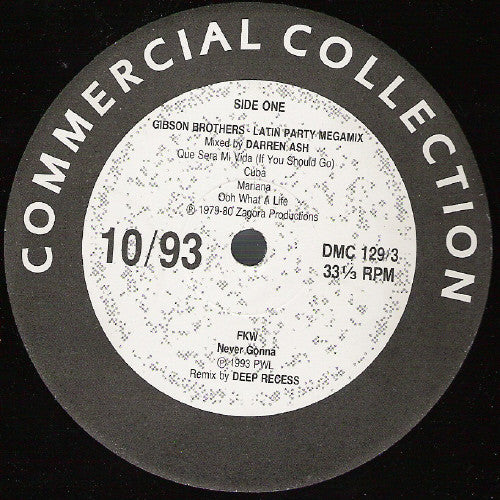 COMMERCIAL COLLECTION
SIDE ONE
GIBSON BROTHERS - LATIN PARTY MEGAMIX
Mixed by DARREN ASH
Que Sera Mi Vida (If You Should Go)
Cuba
Mariana
Ooh What A Life
℗ 1979-80 Zagora Productions
10/93
DMC 129/3
33⅓ RPM
FKW
Never Gonna
℗ 1993 PWL
Remix by DEEP RECESS